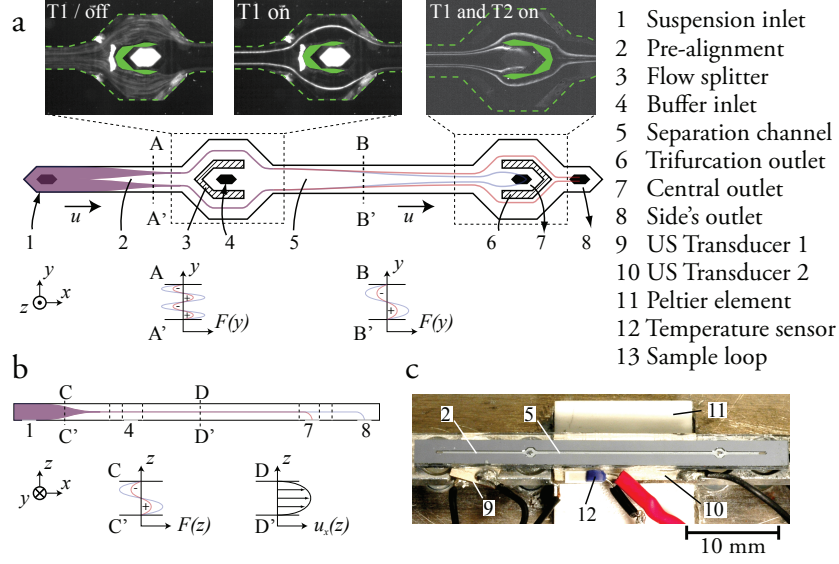 a
T1 / off
T1 on
T1 and T2 on
A
B
A'
B'
u
u
1
2
3
4
5
6
7
8
y
z
x
A
A'
y
-
+
-
+
F(y)
B
B'
y
-
+
F(y)
1 Suspension inlet
2 Pre-alignment
3 Flow splitter
4 Buffer inlet
5 Separation channel
6 Trifurcation outlet
7 Central outlet
8 Side's outlet
9 US Transducer 1
10 US Transducer 2
11 Peltier element
12 Temperature sensor
13 Sample loop
b
C
D
1
C'
4
D'
7
8
z
y
x
C
C'
z
-
+
F(z)
D
D'
z
uₓ(z)
c
2
5
11
9
12
10
10 mm